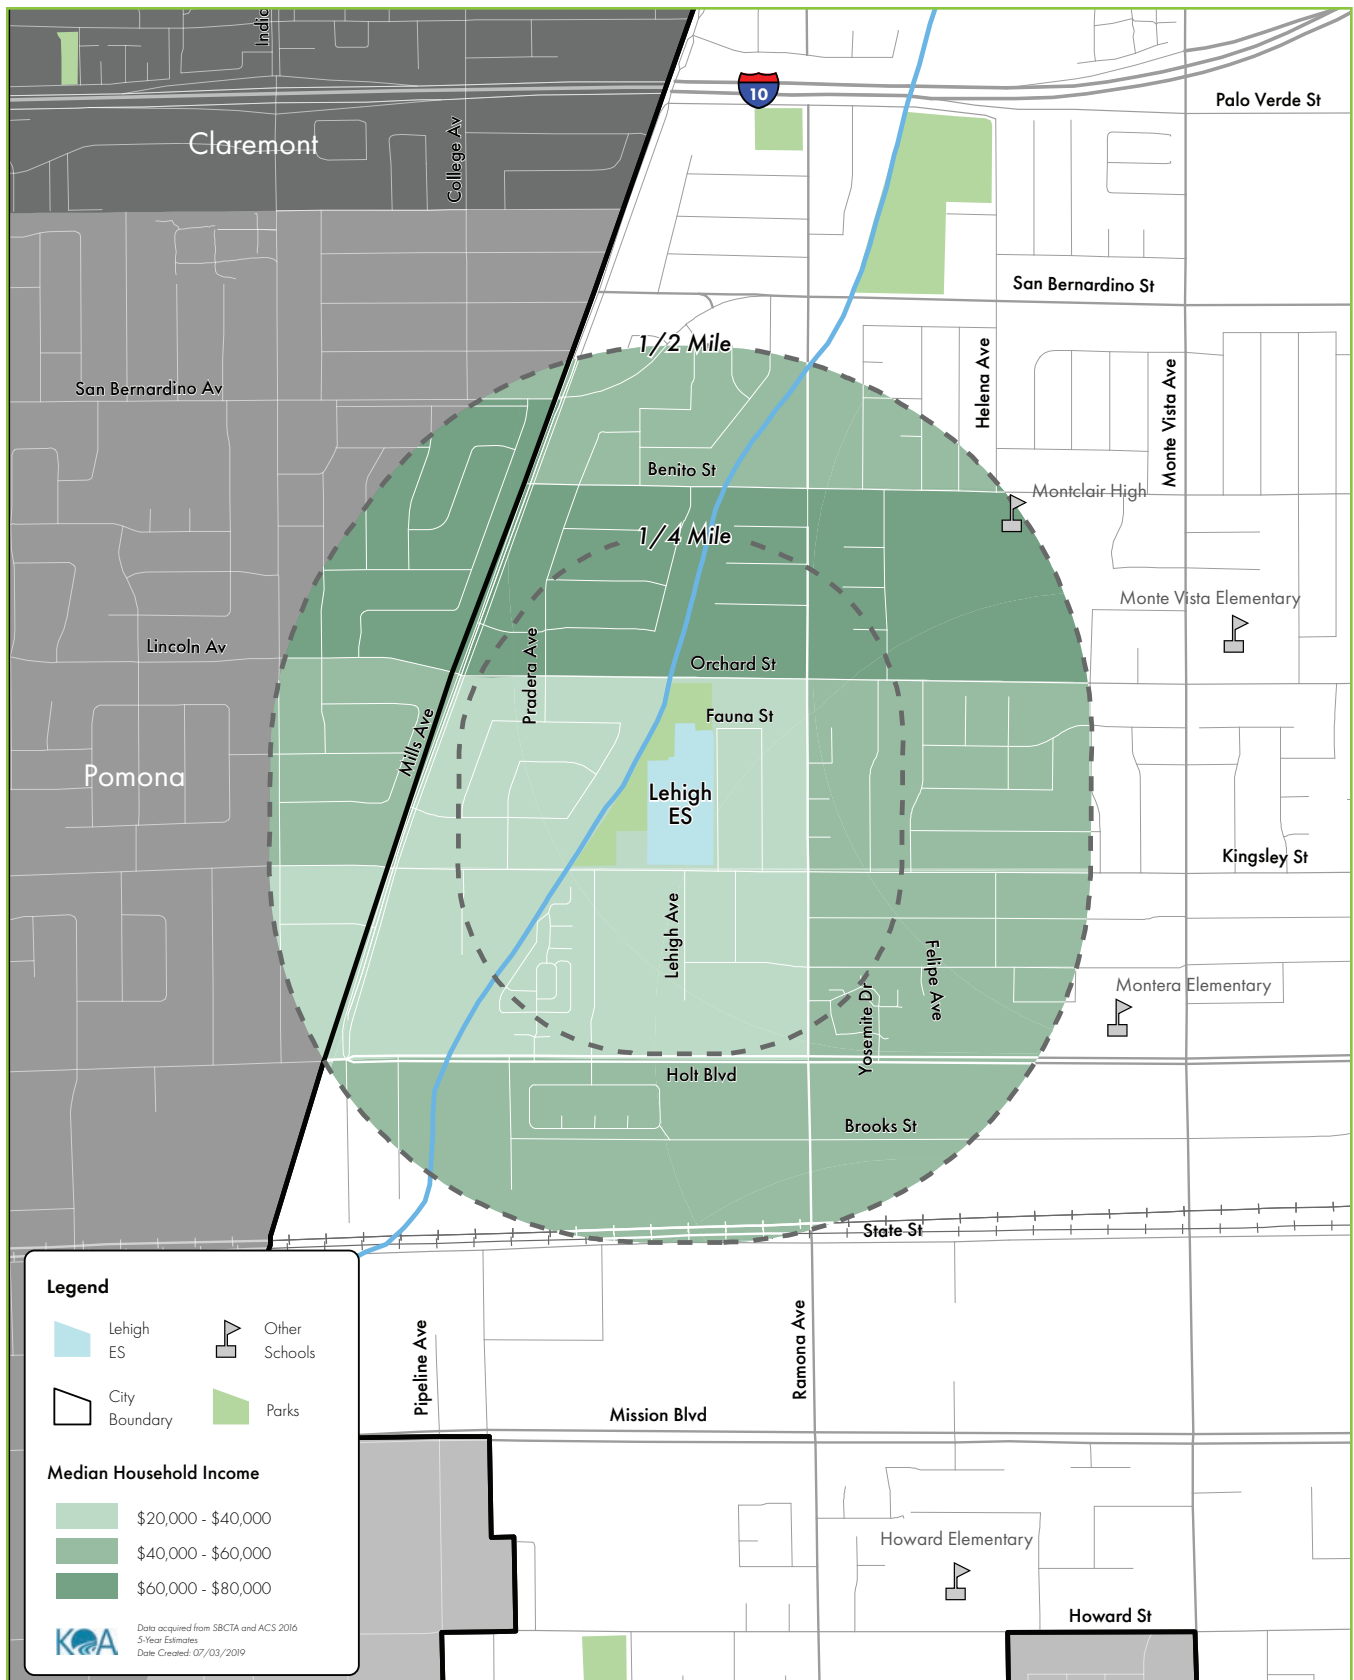 Indic
10
Palo Verde St
Claremont
College Av
San Bernardino St
1/2 Mile
Helena Ave
Monte Vista Ave
San Bernardino Av
Benito St
Montclair High
1/4 Mile
Monte Vista Elementary
Lincoln Av
Pradera Ave
Orchard St
Fauna St
Mills Ave
Pomona
Lehigh
ES
Kingsley St
Lehigh Ave
Felipe Ave
Yosemite Dr
Montera Elementary
Holt Blvd
Brooks St
State St
Pipeline Ave
Ramona Ave
Mission Blvd
Howard Elementary
Howard St
Legend
Lehigh
ES
Other
Schools
City
Boundary
Parks
Median Household Income
$20,000 - $40,000
$40,000 - $60,000
$60,000 - $80,000
KOA
Data acquired from SBCTA and ACS 2016
5-Year Estimates
Date Created: 07/03/2019